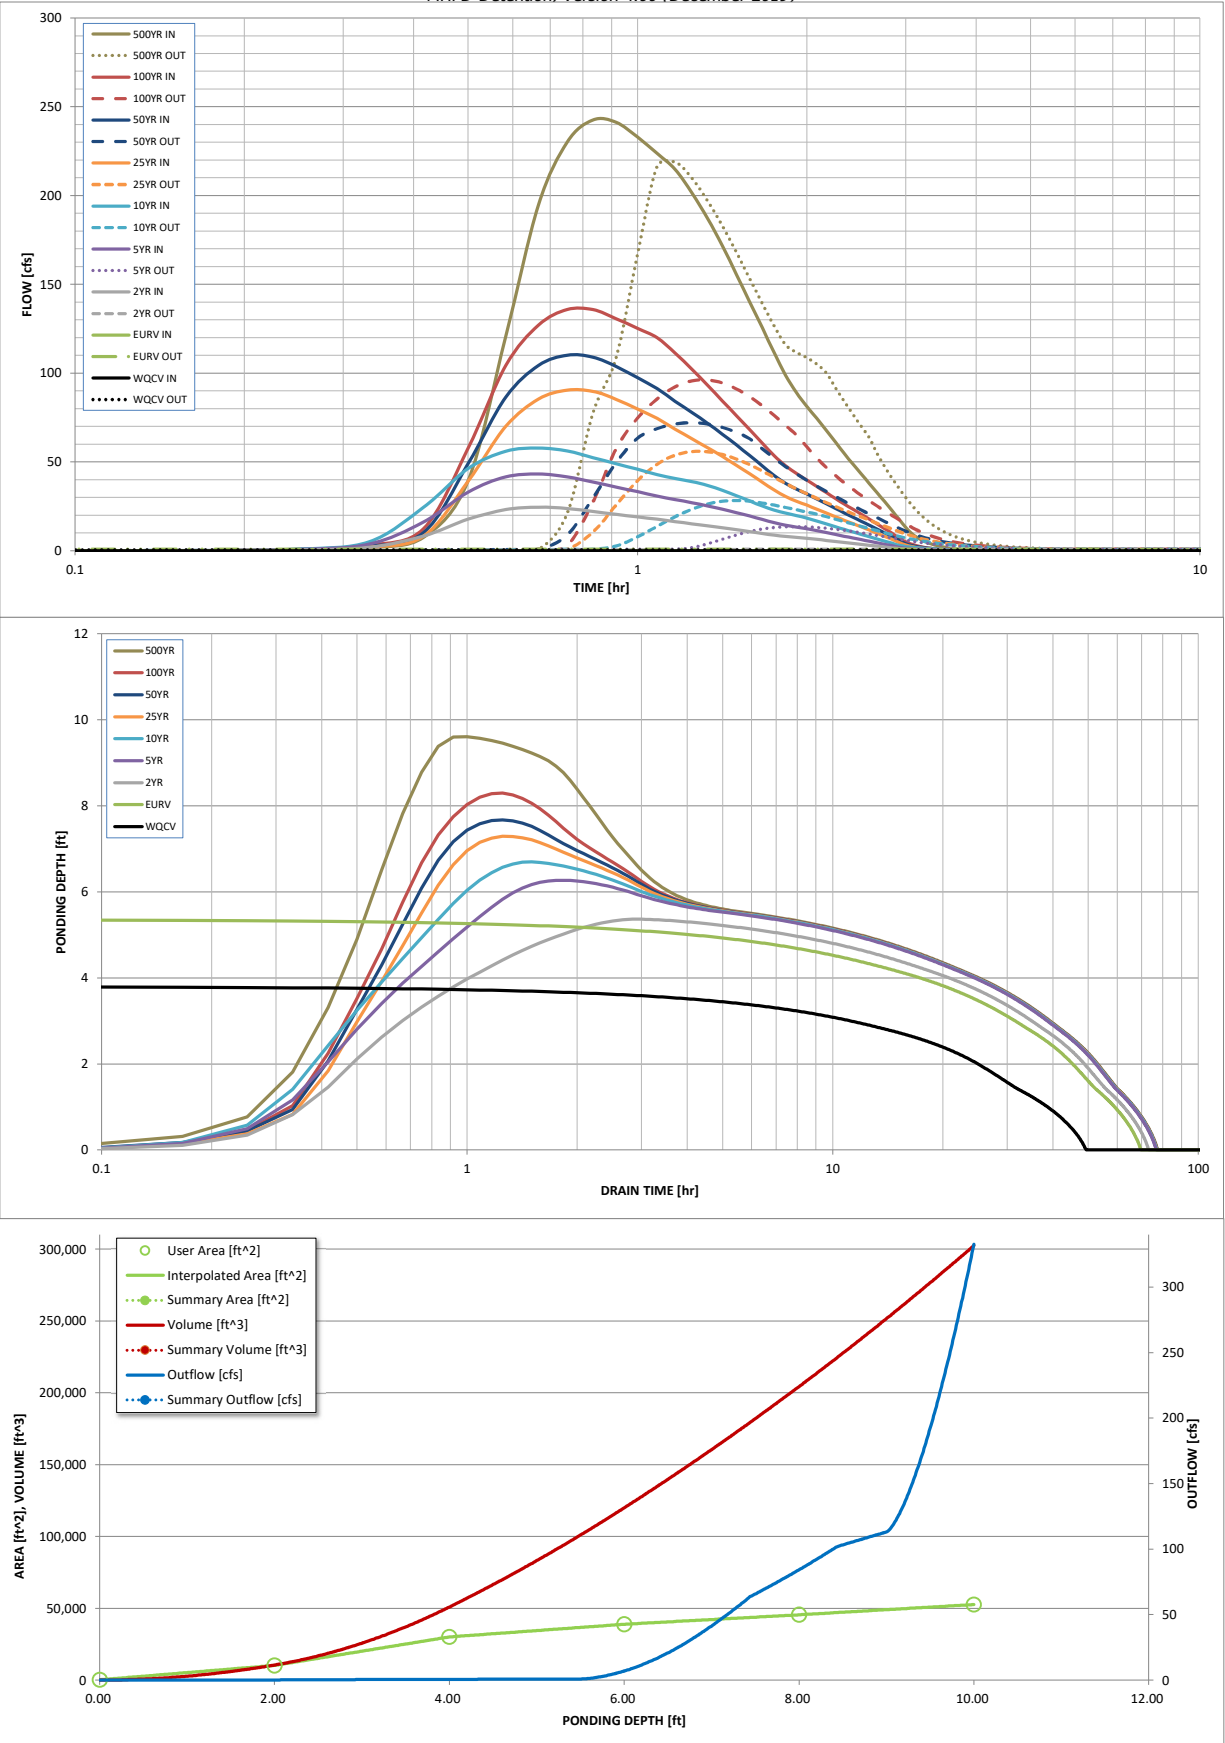 300
250
200
150
100
50
0
FLOW [cfs]
500YR IN
500YR OUT
100YR IN
100YR OUT
50YR IN
50YR OUT
25YR IN
25YR OUT
10YR IN
10YR OUT
5YR IN
5YR OUT
2YR IN
2YR OUT
EURV IN
EURV OUT
WQCV IN
WQCV OUT
0.1
1
10
TIME [hr]
12
10
8
6
4
2
0
PONDING DEPTH [ft]
500YR
100YR
50YR
25YR
10YR
5YR
2YR
EURV
WQCV
0.1
1
10
100
DRAIN TIME [hr]
300,000
250,000
200,000
150,000
100,000
50,000
0
AREA [ft^2], VOLUME [ft^3]
User Area [ft^2]
Interpolated Area [ft^2]
Summary Area [ft^2]
Volume [ft^3]
Summary Volume [ft^3]
Outflow [cfs]
Summary Outflow [cfs]
300
250
200
150
100
50
0
OUTFLOW [cfs]
0.00
2.00
4.00
6.00
8.00
10.00
12.00
PONDING DEPTH [ft]